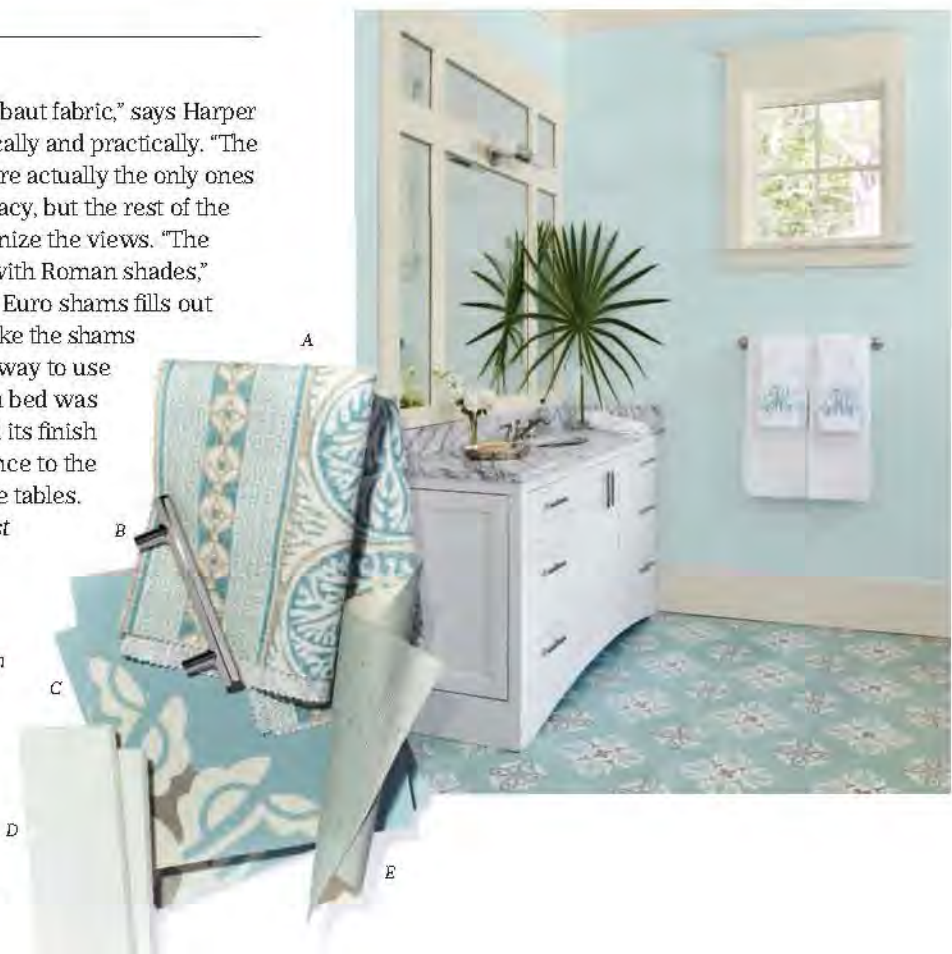 baut fabric,” says Harper
cally and practically. “The
re actually the only ones
acy, but the rest of the
nize the views. “The
with Roman shades,”
Euro shams fills out
ke the shams
way to use
bed was
its finish
nce to the
e tables.
st
A
B
C
D
E